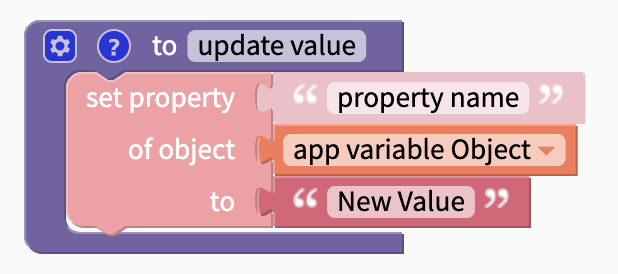 ? to update value
set property “ property name ”
of object app variable Object
to “ New Value ”